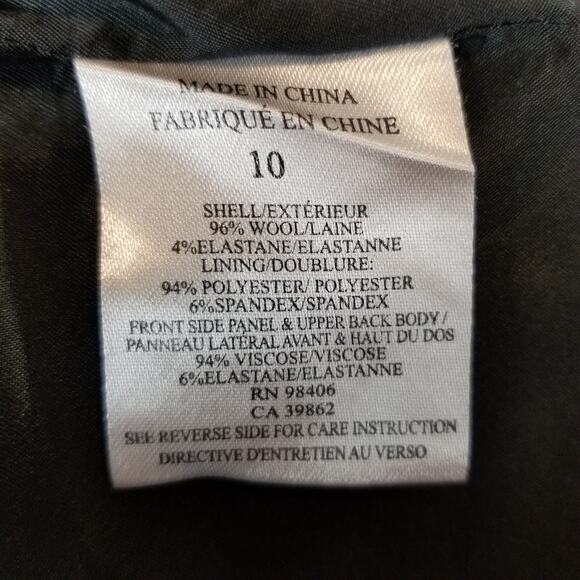 MADE IN CHINA
FABRIQUÉ EN CHINE
10
SHELL/EXTÉRIEUR
96% WOOL/LAINE
4%ELASTANE/ELASTANNE
LINING/DOUBLURE:
94% POLYESTER/ POLYESTER
6%SPANDEX/SPANDEX
FRONT SIDE PANEL & UPPER BACK BODY /
PANNEAU LATÉRAL AVANT & HAUT DU DOS
94% VISCOSE/VISCOSE
6%ELASTANE/ELASTANNE
RN 98406
CA 39862
SEE REVERSE SIDE FOR CARE INSTRUCTION
DIRECTIVE D'ENTRETIEN AU VERSO